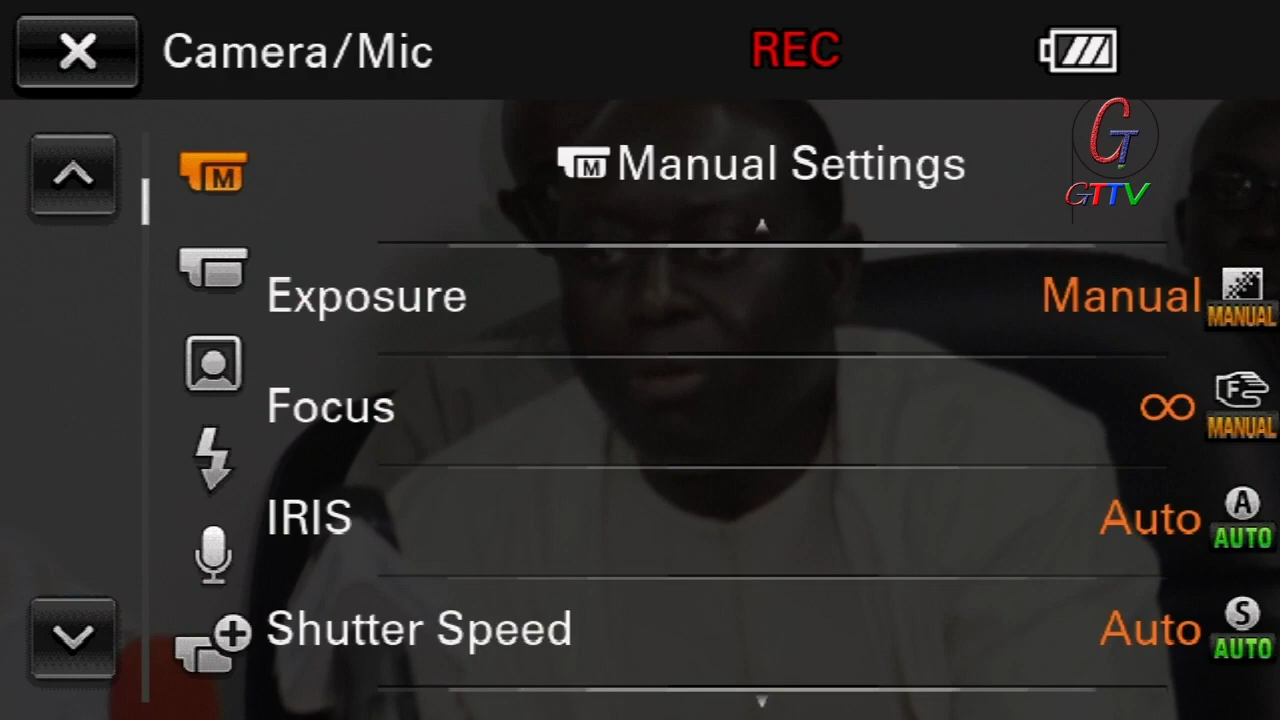 Camera/Mic
REC
GT
GTTV
M
M Manual Settings
Exposure
Manual
MANUAL
Focus
∞
F
MANUAL
IRIS
Auto
A
AUTO
Shutter Speed
Auto
S
AUTO